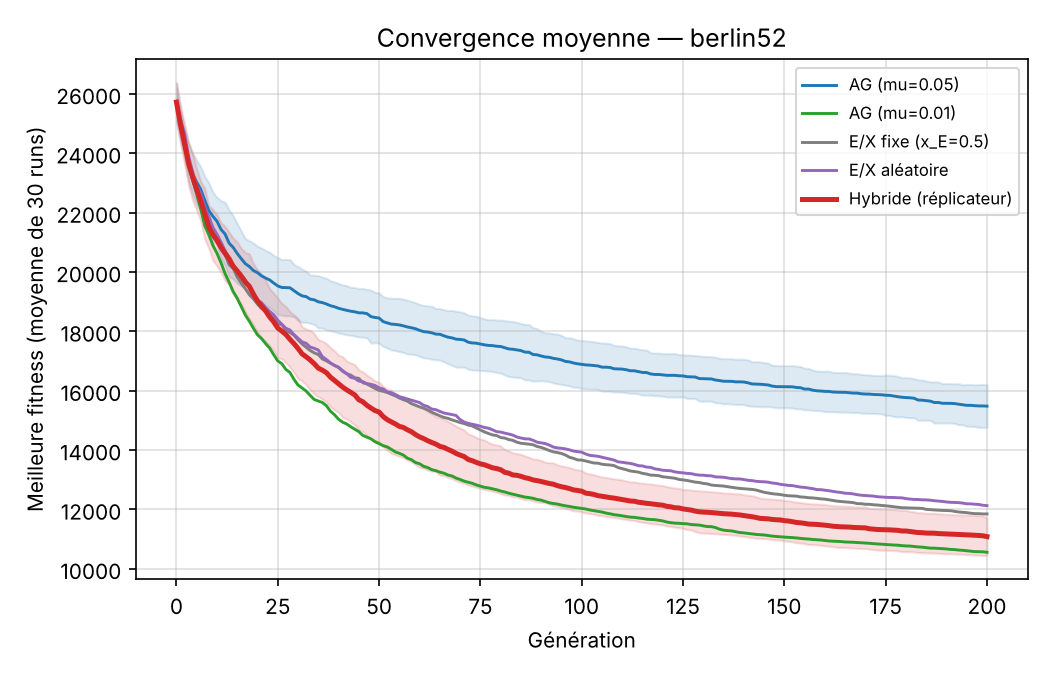 Convergence moyenne — berlin52
Meilleure fitness (moyenne de 30 runs)
26000
24000
22000
20000
18000
16000
14000
12000
10000
AG (mu=0.05)
AG (mu=0.01)
E/X fixe (x_E=0.5)
E/X aléatoire
Hybride (réplicateur)
0 25 50 75 100 125 150 175 200
Génération